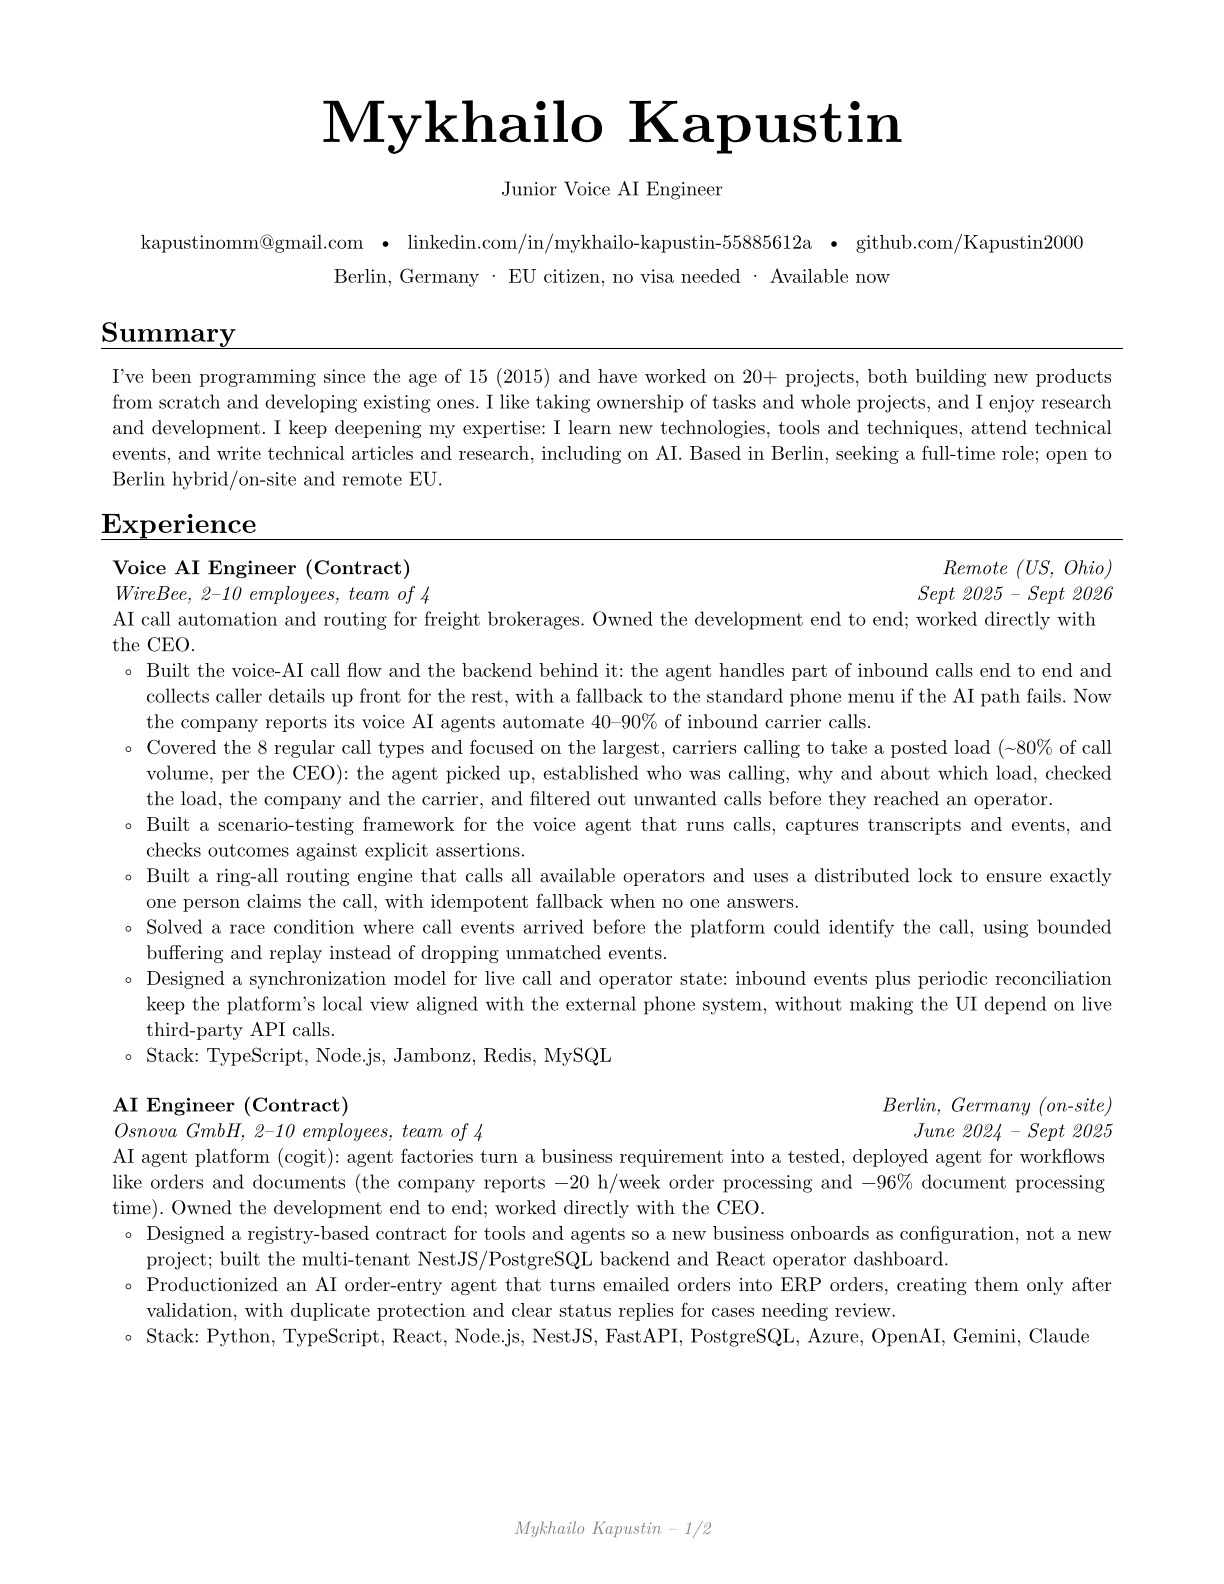 Mykhailo Kapustin
Junior Voice AI Engineer
kapustinomm@gmail.com • linkedin.com/in/mykhailo-kapustin-55885612a • github.com/Kapustin2000
Berlin, Germany · EU citizen, no visa needed · Available now
Summary
I've been programming since the age of 15 (2015) and have worked on 20+ projects, both building new products
from scratch and developing existing ones. I like taking ownership of tasks and whole projects, and I enjoy research
and development. I keep deepening my expertise: I learn new technologies, tools and techniques, attend technical
events, and write technical articles and research, including on AI. Based in Berlin, seeking a full-time role; open to
Berlin hybrid/on-site and remote EU.
Experience
Voice AI Engineer (Contract) Remote (US, Ohio)
WireBee, 2–10 employees, team of 4 Sept 2025 – Sept 2026
AI call automation and routing for freight brokerages. Owned the development end to end; worked directly with
the CEO.
◦ Built the voice-AI call flow and the backend behind it: the agent handles part of inbound calls end to end and
collects caller details up front for the rest, with a fallback to the standard phone menu if the AI path fails. Now
the company reports its voice AI agents automate 40–90% of inbound carrier calls.
◦ Covered the 8 regular call types and focused on the largest, carriers calling to take a posted load (~80% of call
volume, per the CEO): the agent picked up, established who was calling, why and about which load, checked
the load, the company and the carrier, and filtered out unwanted calls before they reached an operator.
◦ Built a scenario-testing framework for the voice agent that runs calls, captures transcripts and events, and
checks outcomes against explicit assertions.
◦ Built a ring-all routing engine that calls all available operators and uses a distributed lock to ensure exactly
one person claims the call, with idempotent fallback when no one answers.
◦ Solved a race condition where call events arrived before the platform could identify the call, using bounded
buffering and replay instead of dropping unmatched events.
◦ Designed a synchronization model for live call and operator state: inbound events plus periodic reconciliation
keep the platform's local view aligned with the external phone system, without making the UI depend on live
third-party API calls.
◦ Stack: TypeScript, Node.js, Jambonz, Redis, MySQL
AI Engineer (Contract) Berlin, Germany (on-site)
Osnova GmbH, 2–10 employees, team of 4 June 2024 – Sept 2025
AI agent platform (cogit): agent factories turn a business requirement into a tested, deployed agent for workflows
like orders and documents (the company reports −20 h/week order processing and −96% document processing
time). Owned the development end to end; worked directly with the CEO.
◦ Designed a registry-based contract for tools and agents so a new business onboards as configuration, not a new
project; built the multi-tenant NestJS/PostgreSQL backend and React operator dashboard.
◦ Productionized an AI order-entry agent that turns emailed orders into ERP orders, creating them only after
validation, with duplicate protection and clear status replies for cases needing review.
◦ Stack: Python, TypeScript, React, Node.js, NestJS, FastAPI, PostgreSQL, Azure, OpenAI, Gemini, Claude
Mykhailo Kapustin – 1/2